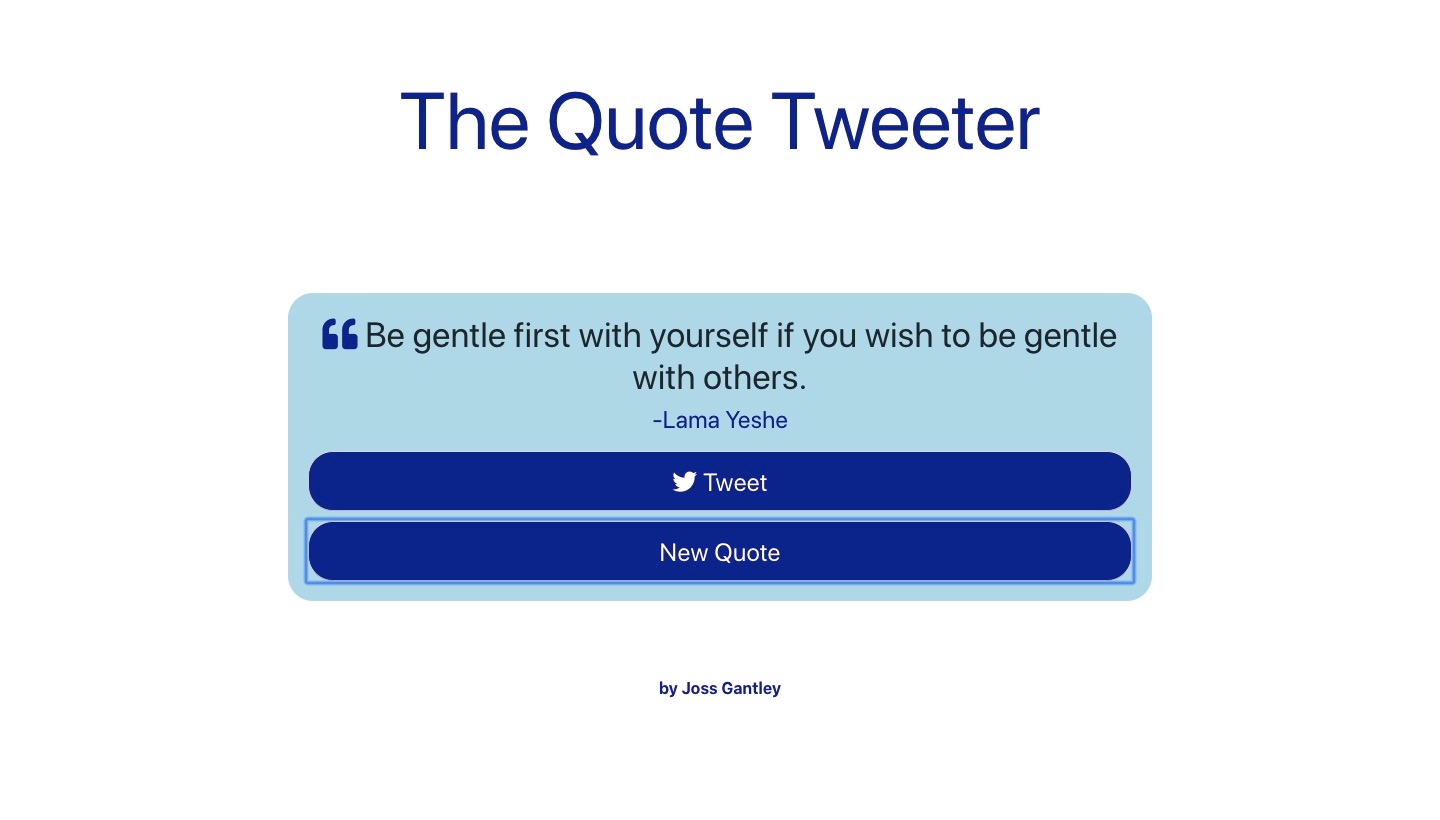 The Quote Tweeter
Be gentle first with yourself if you wish to be gentle
with others.
-Lama Yeshe
Tweet
New Quote
by Joss Gantley